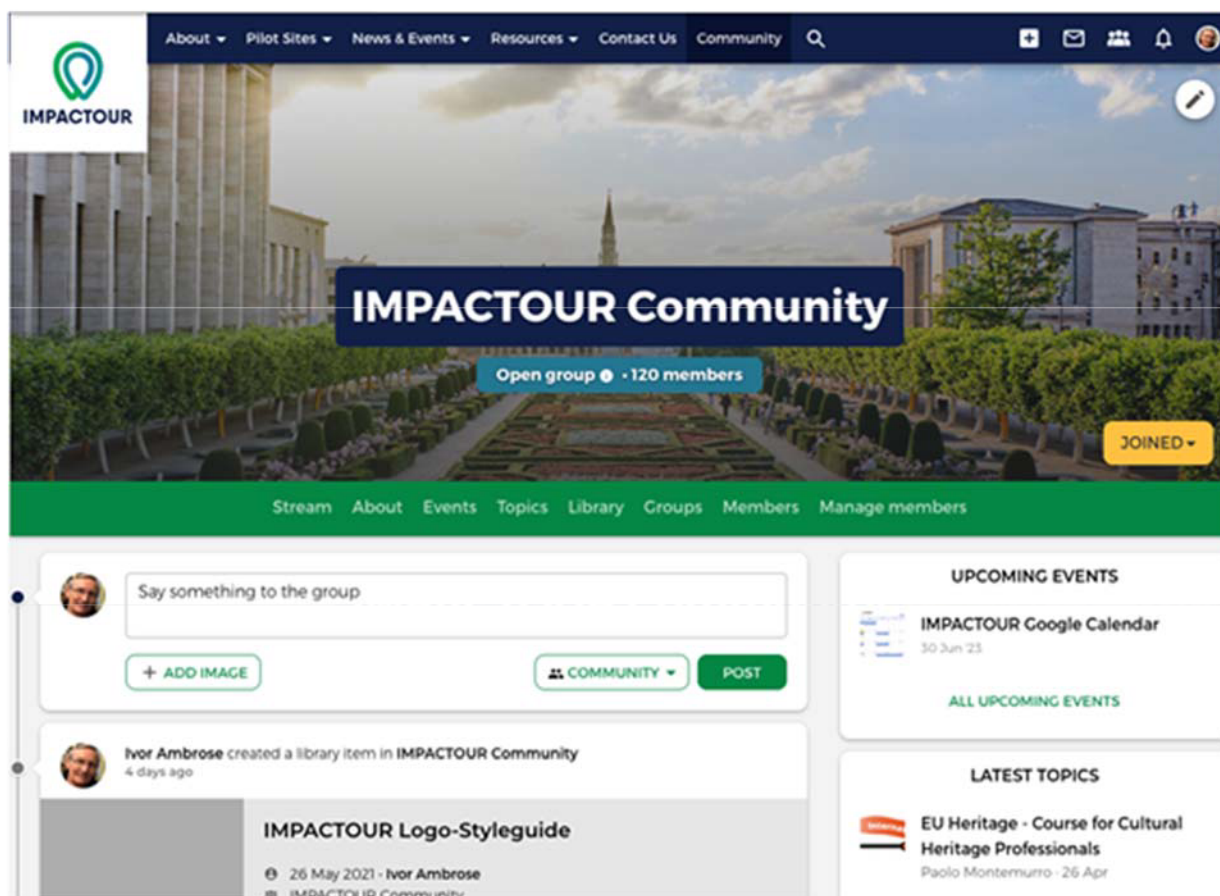 IMPACTOUR
About
Pilot Sites
News & Events
Resources
Contact Us
Community
IMPACTOUR Community
Open group • 120 members
JOINED
Stream About Events Topics Library Groups Members Manage members
Say something to the group
+ ADD IMAGE
COMMUNITY
POST
Ivor Ambrose created a library item in IMPACTOUR Community
4 days ago
IMPACTOUR Logo-Styleguide
26 May 2021 - Ivor Ambrose
IMPACTOUR Community
UPCOMING EVENTS
IMPACTOUR Google Calendar
30 Jun '23
ALL UPCOMING EVENTS
LATEST TOPICS
EU Heritage - Course for Cultural
Heritage Professionals
Paolo Montemurro - 26 Apr